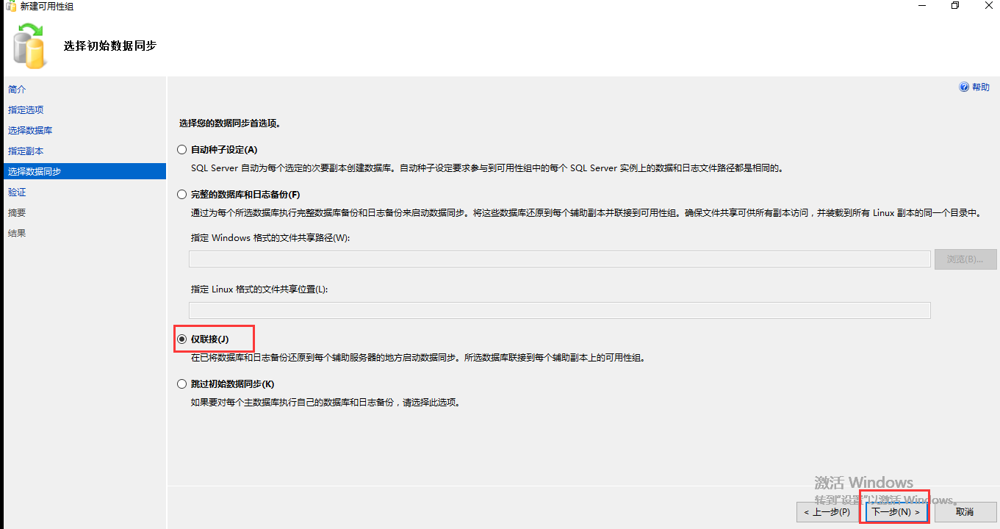 新建可用性组
选择初始数据同步
简介
指定选项
选择数据库
指定副本
选择数据同步
验证
摘要
结果
帮助
选择您的数据同步首选项。
自动种子设定(A)
SQL Server 自动为每个选定的次要副本创建数据库。自动种子设定要求参与到可用性组中的每个 SQL Server 实例上的数据和日志文件路径都是相同的。
完整的数据库和日志备份(F)
通过为每个所选数据库执行完整数据库备份和日志备份来启动数据同步。将这些数据库还原到每个辅助副本并联接到可用性组。确保文件共享可供所有副本访问，并装载到所有 Linux 副本的同一个目录中。
指定 Windows 格式的文件共享路径(W):
浏览(B)...
指定 Linux 格式的文件共享位置(L):
仅联接(J)
在已将数据库和日志备份还原到每个辅助服务器的地方启动数据同步。所选数据库联接到每个辅助副本上的可用性组。
跳过初始数据同步(K)
如果要对每个主数据库执行自己的数据库和日志备份，请选择此选项。
激活 Windows
转到"设置"以激活 Windows。
< 上一步(P)
下一步(N) >
取消